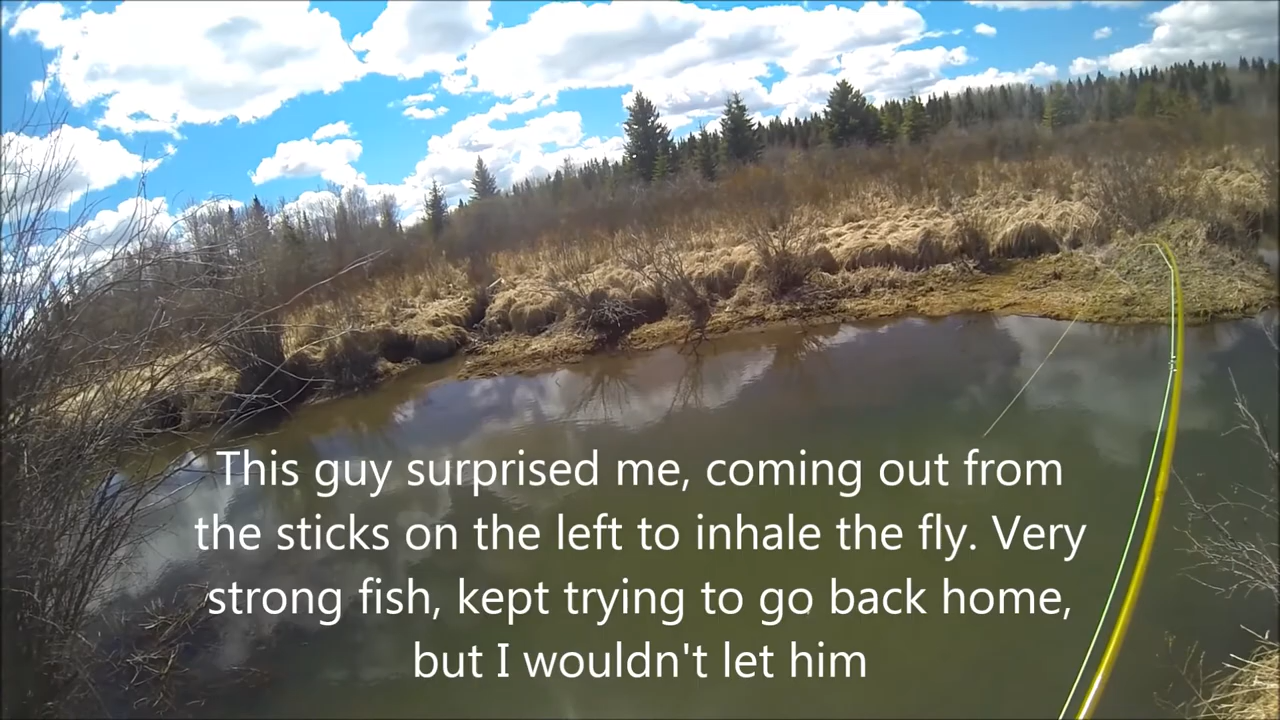 This guy surprised me, coming out from
the sticks on the left to inhale the fly. Very
strong fish, kept trying to go back home,
but I wouldn't let him